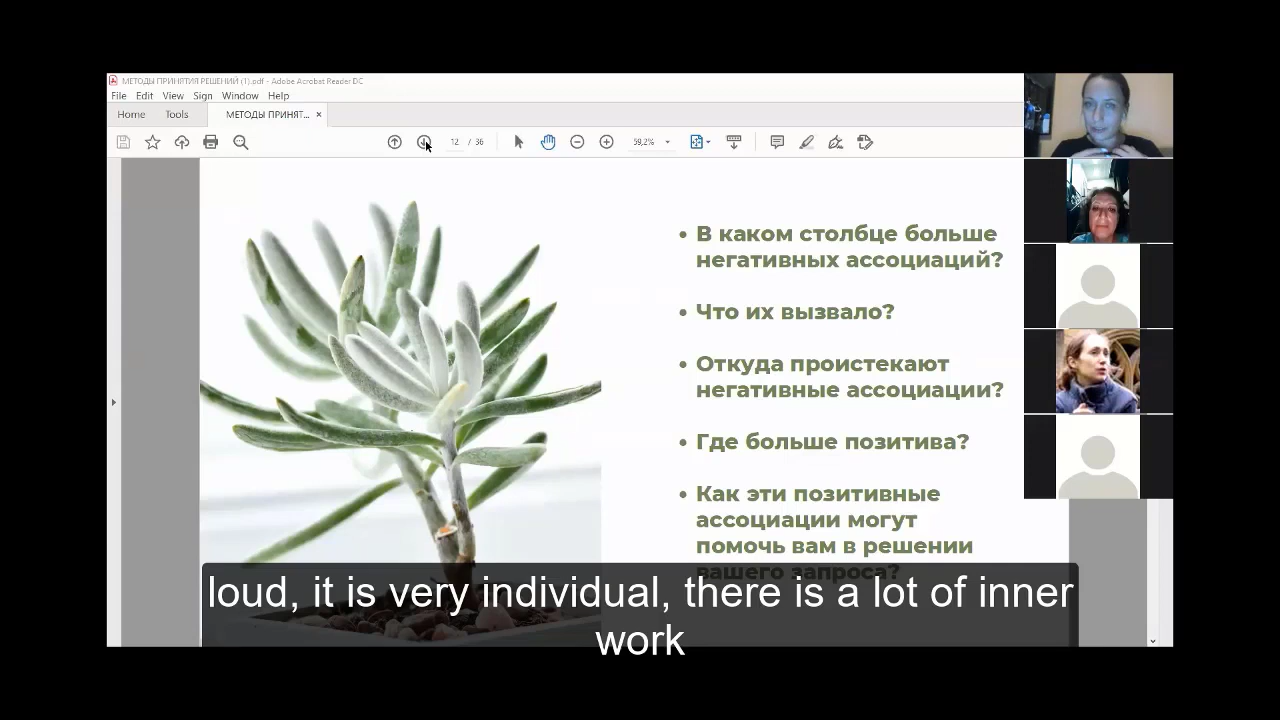 МЕТОДЫ ПРИНЯТИЯ РЕШЕНИЙ (1).pdf - Adobe Acrobat Reader DC
File Edit View Sign Window Help
Home Tools МЕТОДЫ ПРИНЯТ... ×
12 / 36 59,2%
• В каком столбце больше
негативных ассоциаций?
• Что их вызвало?
• Откуда проистекают
негативные ассоциации?
• Где больше позитива?
• Как эти позитивные
ассоциации могут
помочь вам в решении
вашего запроса?
loud, it is very individual, there is a lot of inner
work